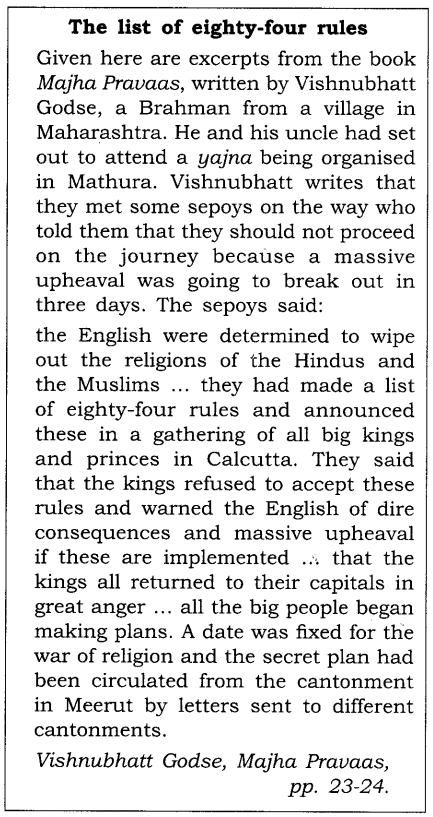 The list of eighty-four rules
Given here are excerpts from the book
Majha Pravaas, written by Vishnubhatt
Godse, a Brahman from a village in
Maharashtra. He and his uncle had set
out to attend a yajna being organised
in Mathura. Vishnubhatt writes that
they met some sepoys on the way who
told them that they should not proceed
on the journey because a massive
upheaval was going to break out in
three days. The sepoys said:
the English were determined to wipe
out the religions of the Hindus and
the Muslims ... they had made a list
of eighty-four rules and announced
these in a gathering of all big kings
and princes in Calcutta. They said
that the kings refused to accept these
rules and warned the English of dire
consequences and massive upheaval
if these are implemented ... that the
kings all returned to their capitals in
great anger ... all the big people began
making plans. A date was fixed for the
war of religion and the secret plan had
been circulated from the cantonment
in Meerut by letters sent to different
cantonments.
Vishnubhatt Godse, Majha Pravaas,
pp. 23-24.